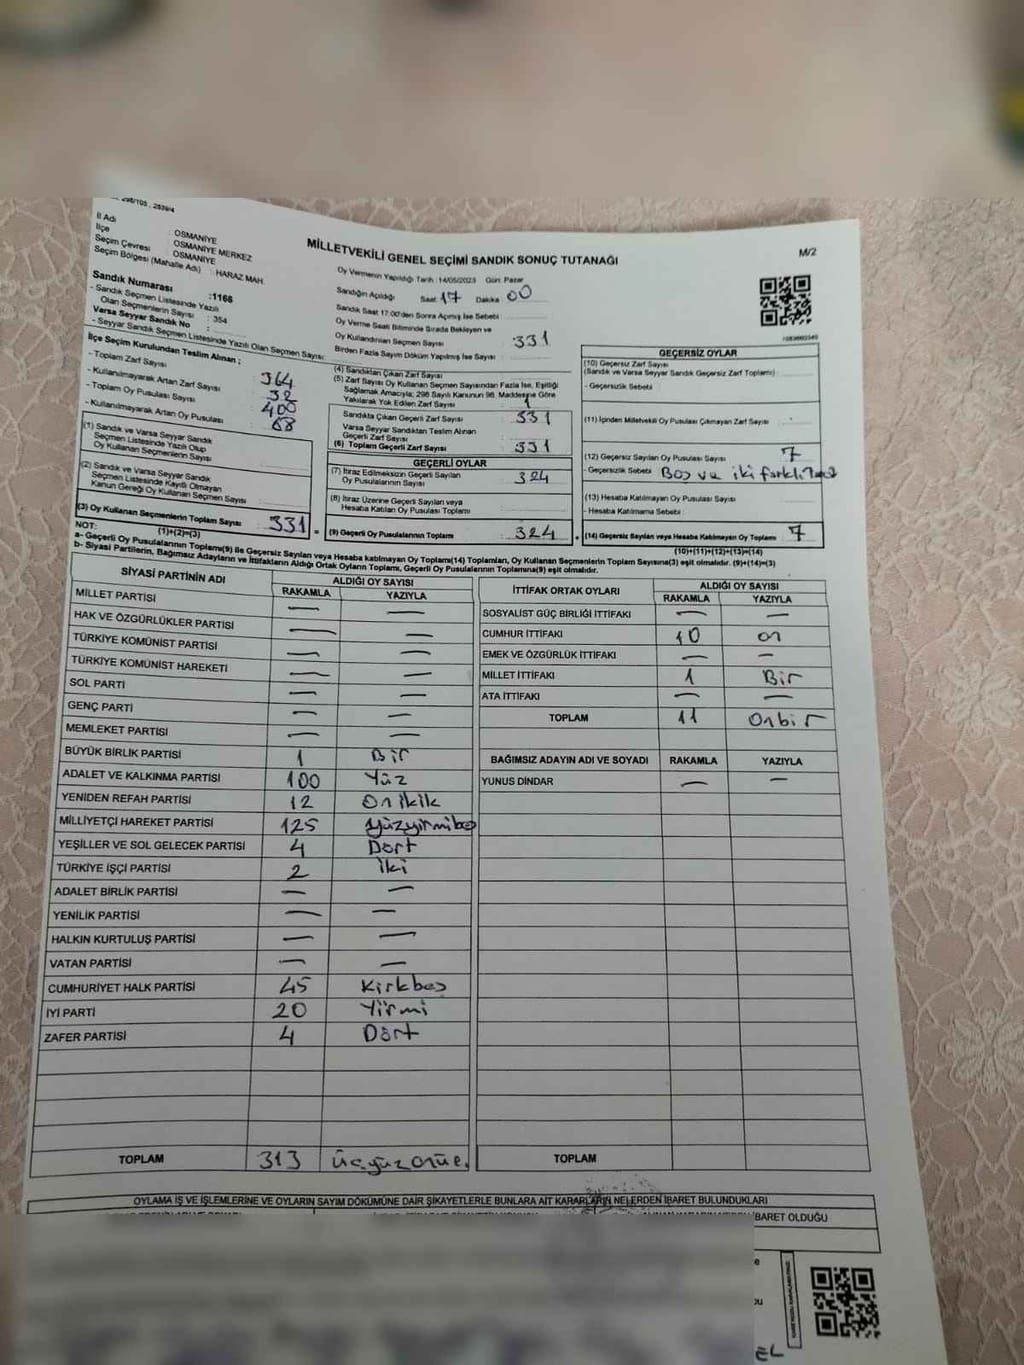 298/105, 2839/4
MİLLETVEKİLİ GENEL SEÇİMİ SANDIK SONUÇ TUTANAĞI
M/2
İl Adı : OSMANİYE
İlçe : OSMANİYE MERKEZ
Seçim Çevresi : OSMANİYE
Seçim Bölgesi (Mahalle Adı) : HARAZ MAH.
Sandık Numarası :1166
- Sandık Seçmen Listesinde Yazılı
Olan Seçmenlerin Sayısı : 354
Varsa Seyyar Sandık No :
- Seyyar Sandık Seçmen Listesinde Yazılı Olan Seçmen Sayısı:
İlçe Seçim Kurulundan Teslim Alınan ;
- Toplam Zarf Sayısı : 364
- Kullanılmayarak Artan Zarf Sayısı : 32
- Toplam Oy Pusulası Sayısı : 400
- Kullanılmayarak Artan Oy Pusulası : 68
(1) Sandık ve Varsa Seyyar Sandık
Seçmen Listesinde Yazılı Olup
Oy Kullanan Seçmenlerin Sayısı
(2) Sandık ve Varsa Seyyar Sandık
Seçmen Listesinde Kayıtlı Olmayan
Kanun Gereği Oy Kullanan Seçmen Sayısı
(3) Oy Kullanan Seçmenlerin Toplam Sayısı 331
(1)+(2)=(3)
Oy Vermenin Yapıldığı Tarih :14/05/2023 Gün: Pazar
Sandığın Açıldığı Saat 17 Dakika 00
Sandık Saat 17:00'den Sonra Açılmış İse Sebebi :
Oy Verme Saati Bitiminde Sırada Bekleyen ve
Oy Kullandırılan Seçmen Sayısı : 331
Birden Fazla Sayım Döküm Yapılmış İse Sayısı :
(4) Sandıktan Çıkan Zarf Sayısı :
(5) Zarf Sayısı Oy Kullanan Seçmen Sayısından Fazla İse, Eşitliği
Sağlamak Amacıyla; 298 Sayılı Kanunun 98. Maddesine Göre
Yakılarak Yok Edilen Zarf Sayısı : 1
Sandıkta Çıkan Geçerli Zarf Sayısı : 331
Varsa Seyyar Sandıktan Teslim Alınan
Geçerli Zarf Sayısı
(6) Toplam Geçerli Zarf Sayısı : 331
GEÇERLİ OYLAR
(7) İtiraz Edilmeksizin Geçerli Sayılan
Oy Pusulalarının Sayısı : 324
(8) İtiraz Üzerine Geçerli Sayılan veya
Hesaba Katılan Oy Pusulası Toplamı
(9) Geçerli Oy Pusulalarının Toplamı : 324
GEÇERSİZ OYLAR
(10) Geçersiz Zarf Sayısı
(Sandık ve Varsa Seyyar Sandık Geçersiz Zarf Toplamı) :
- Geçersizlik Sebebi :
(11) İçinden Milletvekili Oy Pusulası Çıkmayan Zarf Sayısı :
(12) Geçersiz Sayılan Oy Pusulası Sayısı : 7
- Geçersizlik Sebebi : Boş ve iki farklı
(13) Hesaba Katılmayan Oy Pusulası Sayısı :
- Hesaba Katılmama Sebebi :
(14) Geçersiz Sayılan veya Hesaba Katılmayan Oy Toplamı : 7
(10)+(11)+(12)+(13)=(14)
NOT:
a- Geçerli Oy Pusulalarının Toplamı(9) ile Geçersiz Sayılan veya Hesaba katılmayan Oy Toplamı(14) Toplamları, Oy Kullanan Seçmenlerin Toplam Sayısına(3) eşit olmalıdır. (9)+(14)=(3)
b- Siyasi Partilerin, Bağımsız Adayların ve İttifakların Aldığı Ortak Oyların Toplamı, Geçerli Oy Pusulalarının Toplamına(9) eşit olmalıdır.
SİYASİ PARTİNİN ADI ALDIĞI OY SAYISI
RAKAMLA YAZIYLA
MİLLET PARTİSI — —
HAK VE ÖZGÜRLÜKLER PARTİSİ — —
TÜRKİYE KOMÜNİST PARTİSİ — —
TÜRKİYE KOMÜNİST HAREKETİ — —
SOL PARTİ — —
GENÇ PARTİ — —
MEMLEKET PARTİSİ — —
BÜYÜK BİRLİK PARTİSİ 1 Bir
ADALET VE KALKINMA PARTİSİ 100 Yüz
YENİDEN REFAH PARTİSİ 12 Onikik
MİLLİYETÇİ HAREKET PARTİSİ 125 yüzyirmibeş
YEŞİLLER VE SOL GELECEK PARTİSİ 4 Dört
TÜRKİYE İŞÇİ PARTİSİ 2 İki
ADALET BİRLİK PARTİSİ — —
YENİLİK PARTİSİ — —
HALKIN KURTULUŞ PARTİSİ — —
VATAN PARTİSİ — —
CUMHURİYET HALK PARTİSİ 45 Kırkbeş
İYİ PARTİ 20 Yirmi
ZAFER PARTİSİ 4 Dört
TOPLAM 313 üçyüzonüç
İTTİFAK ORTAK OYLARI ALDIĞI OY SAYISI
RAKAMLA YAZIYLA
SOSYALİST GÜÇ BİRLİĞİ İTTİFAKI — —
CUMHUR İTTİFAKI 10 on
EMEK VE ÖZGÜRLÜK İTTİFAKI — —
MİLLET İTTİFAKI 1 Bir
ATA İTTİFAKI — —
TOPLAM 11 Onbir
BAĞIMSIZ ADAYIN ADI VE SOYADI RAKAMLA YAZIYLA
YUNUS DİNDAR — —
TOPLAM
OYLAMA İŞ VE İŞLEMLERİNE VE OYLARIN SAYIM DÖKÜMÜNE DAİR ŞİKAYETLERLE BUNLARA AİT KARARLARIN NELERDEN İBARET BULUNDUKLARI
İBARET OLDUĞU